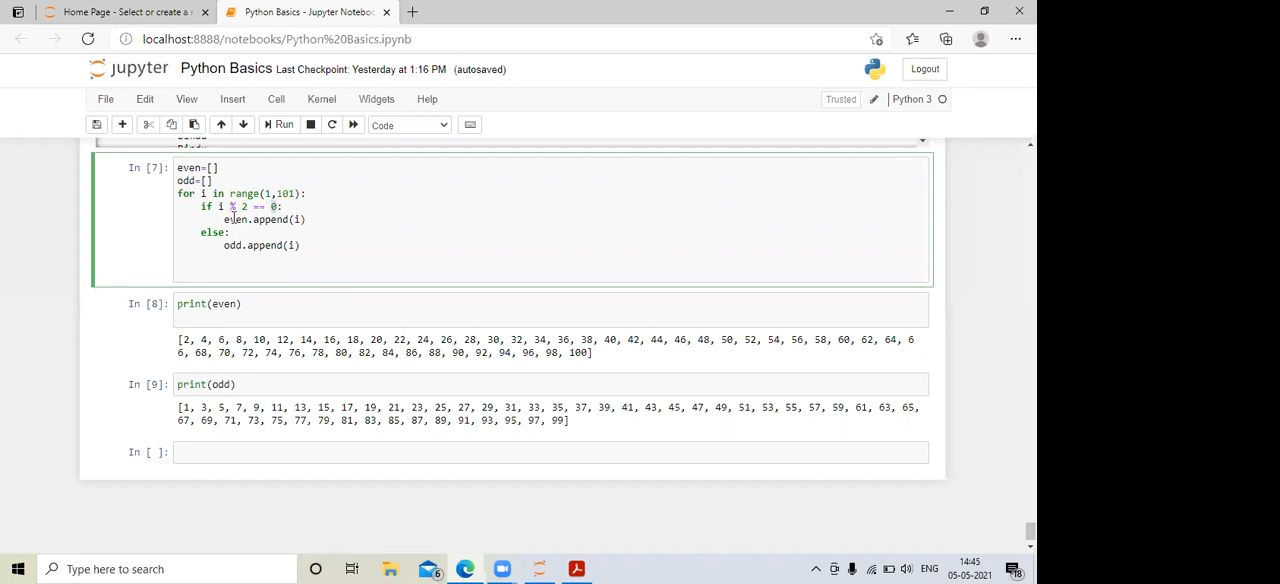 Home Page - Select or create a n
Python Basics - Jupyter Noteboo
localhost:8888/notebooks/Python%20Basics.ipynb
jupyter Python Basics Last Checkpoint: Yesterday at 1:16 PM (autosaved)
Logout
File Edit View Insert Cell Kernel Widgets Help
Trusted
Python 3
Run
Code
In [7]: even=[]
odd=[]
for i in range(1,101):
if i % 2 == 0:
even.append(i)
else:
odd.append(i)
In [8]: print(even)
[2, 4, 6, 8, 10, 12, 14, 16, 18, 20, 22, 24, 26, 28, 30, 32, 34, 36, 38, 40, 42, 44, 46, 48, 50, 52, 54, 56, 58, 60, 62, 64, 6
6, 68, 70, 72, 74, 76, 78, 80, 82, 84, 86, 88, 90, 92, 94, 96, 98, 100]
In [9]: print(odd)
[1, 3, 5, 7, 9, 11, 13, 15, 17, 19, 21, 23, 25, 27, 29, 31, 33, 35, 37, 39, 41, 43, 45, 47, 49, 51, 53, 55, 57, 59, 61, 63, 65,
67, 69, 71, 73, 75, 77, 79, 81, 83, 85, 87, 89, 91, 93, 95, 97, 99]
In [ ]:
Type here to search
6
ENG
14:45
05-05-2021
18